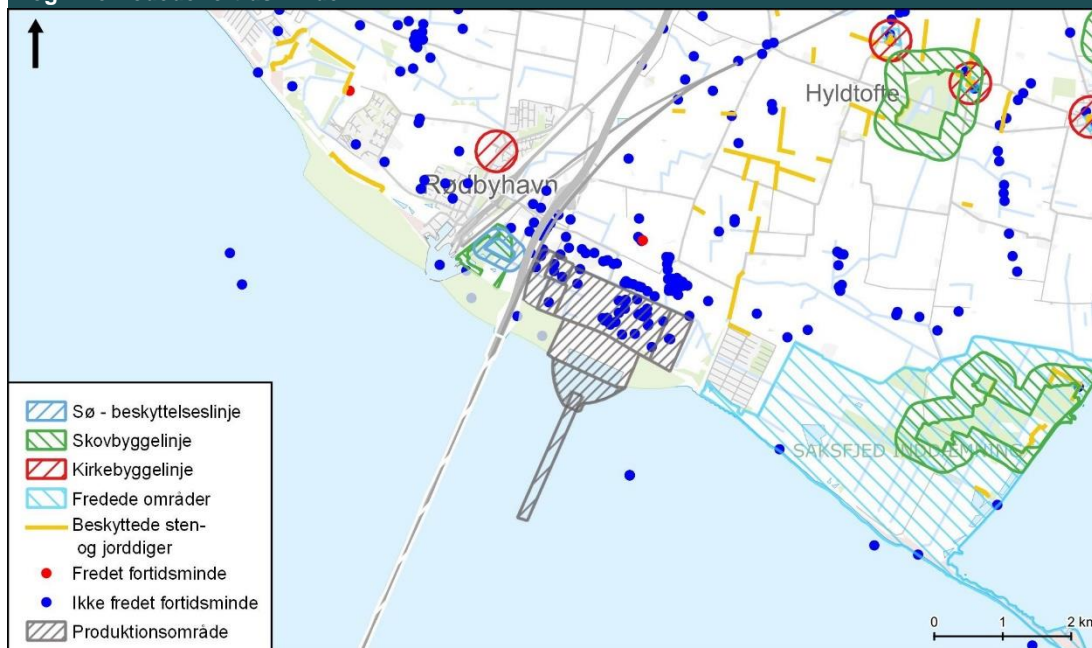 Hyldtofte
Rødbyhavn
SAKSFJED INDDÆMNING
Sø - beskyttelseslinje
Skovbyggelinje
Kirkebyggelinje
Fredede områder
Beskyttede sten-
og jorddiger
Fredet fortidsminde
Ikke fredet fortidsminde
Produktionsområde
0 1 2 km